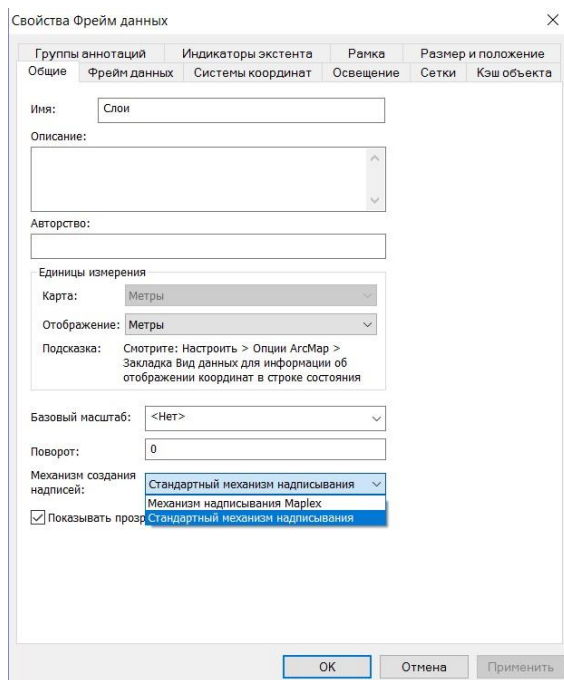 Свойства Фрейм данных
Группы аннотаций Индикаторы экстента Рамка Размер и положение
Общие Фрейм данных Системы координат Освещение Сетки Кэш объекта
Имя: Слои
Описание:
Авторство:
Единицы измерения
Карта: Метры
Отображение: Метры
Подсказка: Смотрите: Настроить > Опции ArcMap >
Закладка Вид данных для информации об
отображении координат в строке состояния
Базовый масштаб: <Нет>
Поворот: 0
Механизм создания
надписей: Стандартный механизм надписывания
Механизм надписывания Maplex
Показывать прозр Стандартный механизм надписывания
OK Отмена Применить